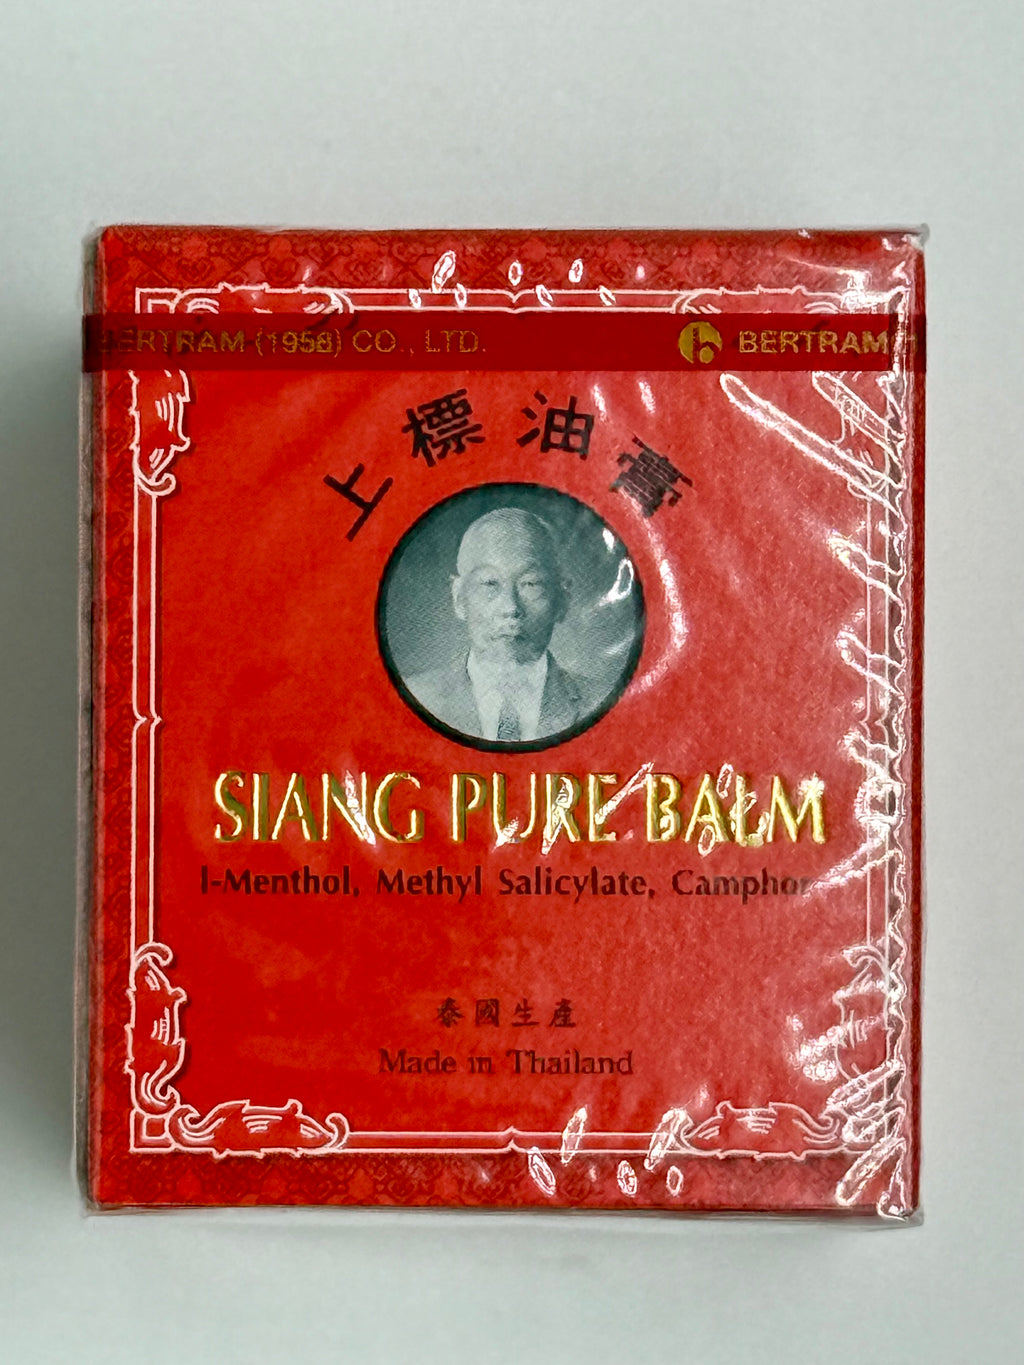 BERTRAM (1958) CO., LTD. BERTRAM
上標油膏
SIANG PURE BALM
l-Menthol, Methyl Salicylate, Camphor
泰國生產
Made in Thailand